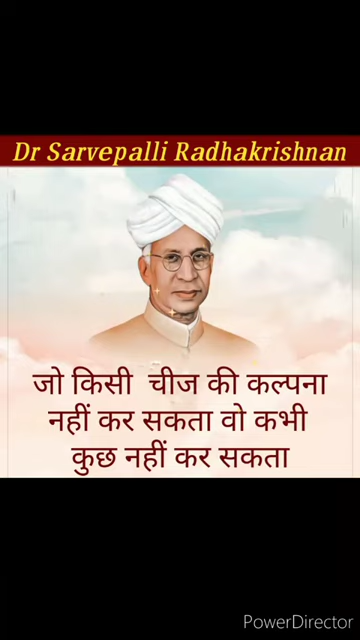 Dr Sarvepalli Radhakrishnan
जो किसी चीज की कल्पना
नहीं कर सकता वो कभी
कुछ नहीं कर सकता
PowerDirector